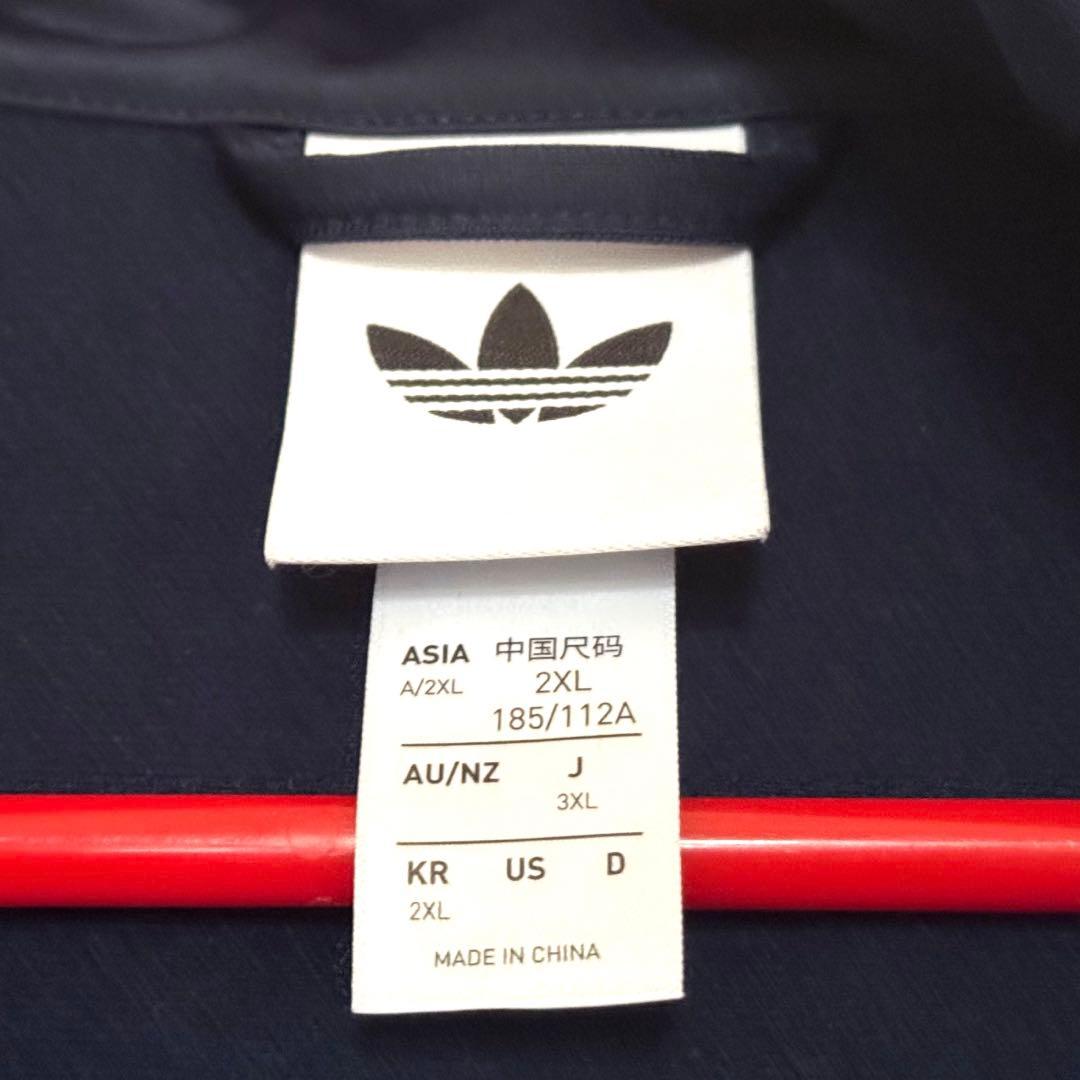 ASIA 中国尺码
A/2XL 2XL
185/112A
AU/NZ J
3XL
KR US D
2XL
MADE IN CHINA